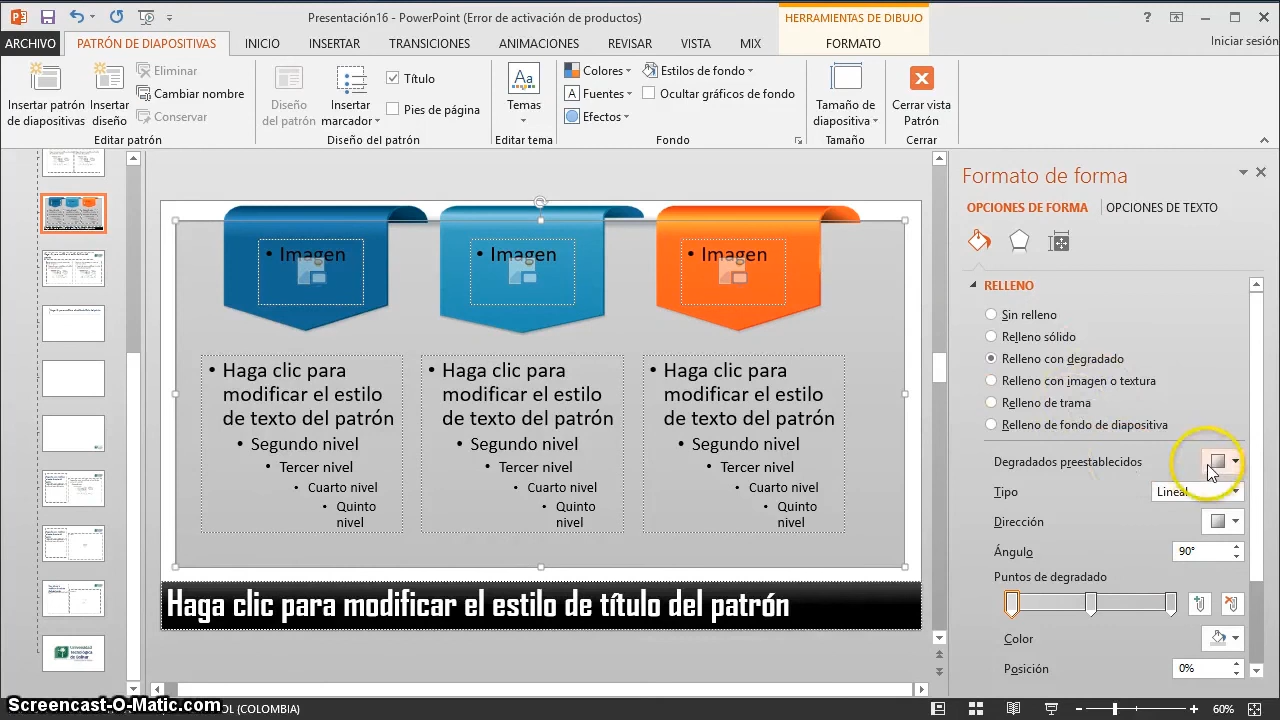 Presentación16 - PowerPoint (Error de activación de productos)
HERRAMIENTAS DE DIBUJO
ARCHIVO PATRÓN DE DIAPOSITIVAS INICIO INSERTAR TRANSICIONES ANIMACIONES REVISAR VISTA MIX FORMATO
Iniciar sesión
Insertar patrón de diapositivas
Insertar diseño
Eliminar
Cambiar nombre
Conservar
Editar patrón
Diseño del patrón
Insertar marcador
Título
Pies de página
Diseño del patrón
Temas
Editar tema
Colores
Fuentes
Efectos
Estilos de fondo
Ocultar gráficos de fondo
Fondo
Tamaño de diapositiva
Tamaño
Cerrar vista Patrón
Cerrar
• Imagen
• Imagen
• Imagen
• Haga clic para
modificar el estilo
de texto del patrón
• Segundo nivel
• Tercer nivel
• Cuarto nivel
• Quinto
nivel
• Haga clic para
modificar el estilo
de texto del patrón
• Segundo nivel
• Tercer nivel
• Cuarto nivel
• Quinto
nivel
• Haga clic para
modificar el estilo
de texto del patrón
• Segundo nivel
• Tercer nivel
• Cuarto nivel
• Quinto
nivel
Haga clic para modificar el estilo de título del patrón
Formato de forma
OPCIONES DE FORMA OPCIONES DE TEXTO
RELLENO
Sin relleno
Relleno sólido
Relleno con degradado
Relleno con imagen o textura
Relleno de trama
Relleno de fondo de diapositiva
Degradados preestablecidos
Tipo Lineal
Dirección
Ángulo 90°
Puntos de degradado
Color
Posición 0%
Screencast-O-Matic.com
(COLOMBIA)
60%